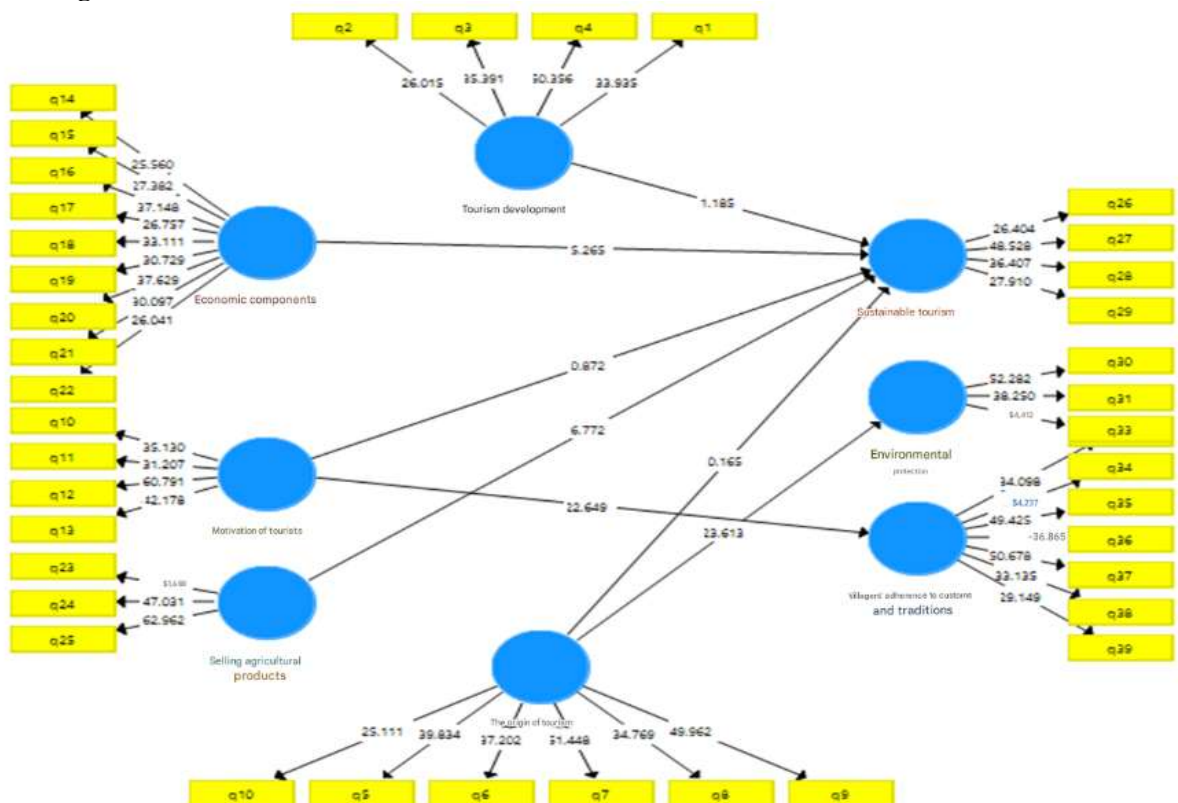 q2
q3
q4
q1
26.015
35.391
50.356
33.935
Tourism development
q14
q15
q16
q17
q18
q19
q20
q21
q22
25.560
27.382
37.148
26.757
33.111
30.729
37.629
30.097
26.041
Economic components
1.185
5.265
q26
q27
q28
q29
26.404
48.528
36.407
27.910
Sustainable tourism
q10
q11
q12
q13
35.130
31.207
60.791
42.178
Motivation of tourists
0.872
6.772
0.165
22.649
23.613
q30
q31
q33
52.282
38.250
Environmental
protection
q34
q35
q36
q37
q38
q39
34.098
49.425
-36.865
50.678
33.135
29.149
Villagers' adherence to customs
and traditions
q23
q24
q25
47.031
62.962
Selling agricultural
products
The origin of tourism
25.111
39.834
37.202
51.448
34.769
49.962
q10
q5
q6
q7
q8
q9